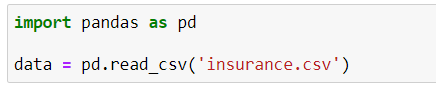 import pandas as pd
data = pd.read_csv('insurance.csv')